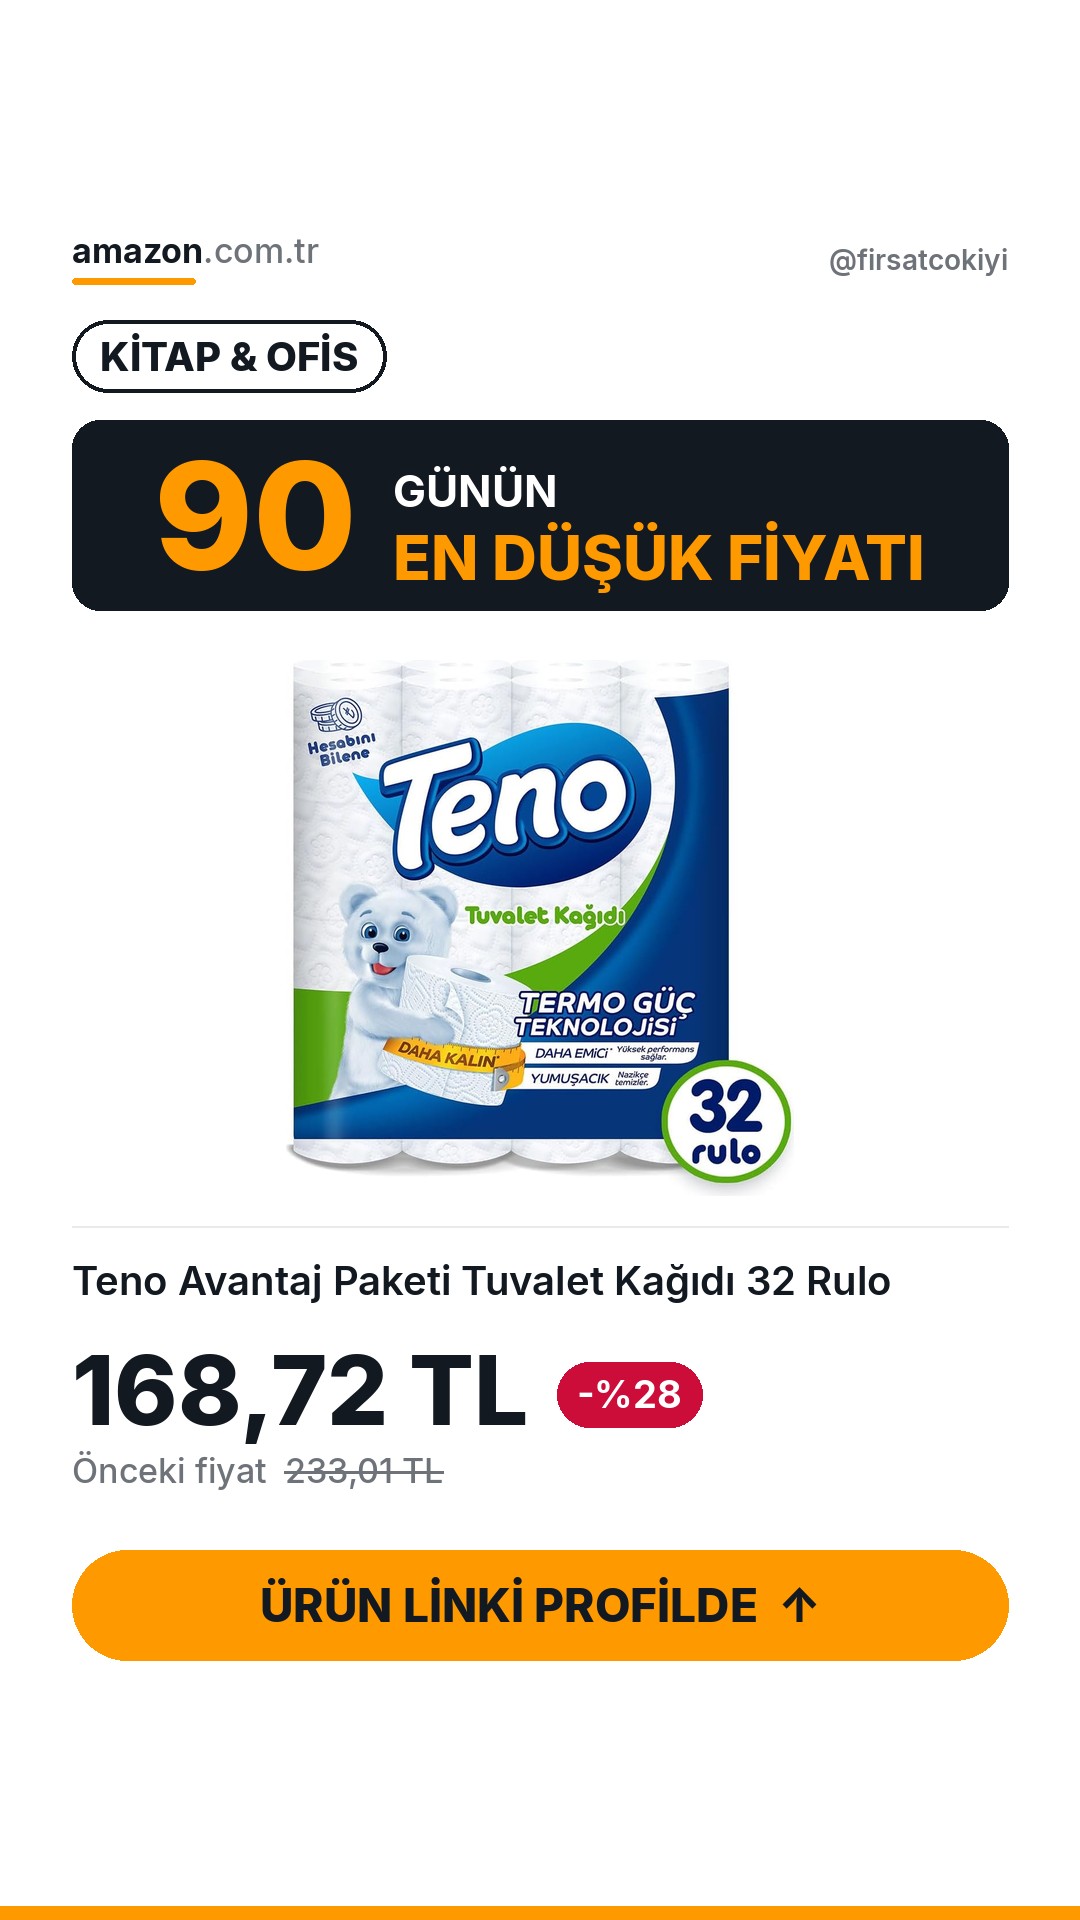 amazon.com.tr
@firsatcokiyi
KİTAP & OFİS
90
GÜNÜN
EN DÜŞÜK FİYATI
Hesabını
Bilene
Teno
Tuvalet Kağıdı
TERMO GÜÇ
TEKNOLOJİSİ
DAHA KALIN*
DAHA EMİCİ* Yüksek performans
sağlar.
YUMUŞACIK Nazikçe
temizler.
32
rulo
Teno Avantaj Paketi Tuvalet Kağıdı 32 Rulo
168,72 TL
-%28
Önceki fiyat 233,01 TL
ÜRÜN LİNKİ PROFİLDE ↑